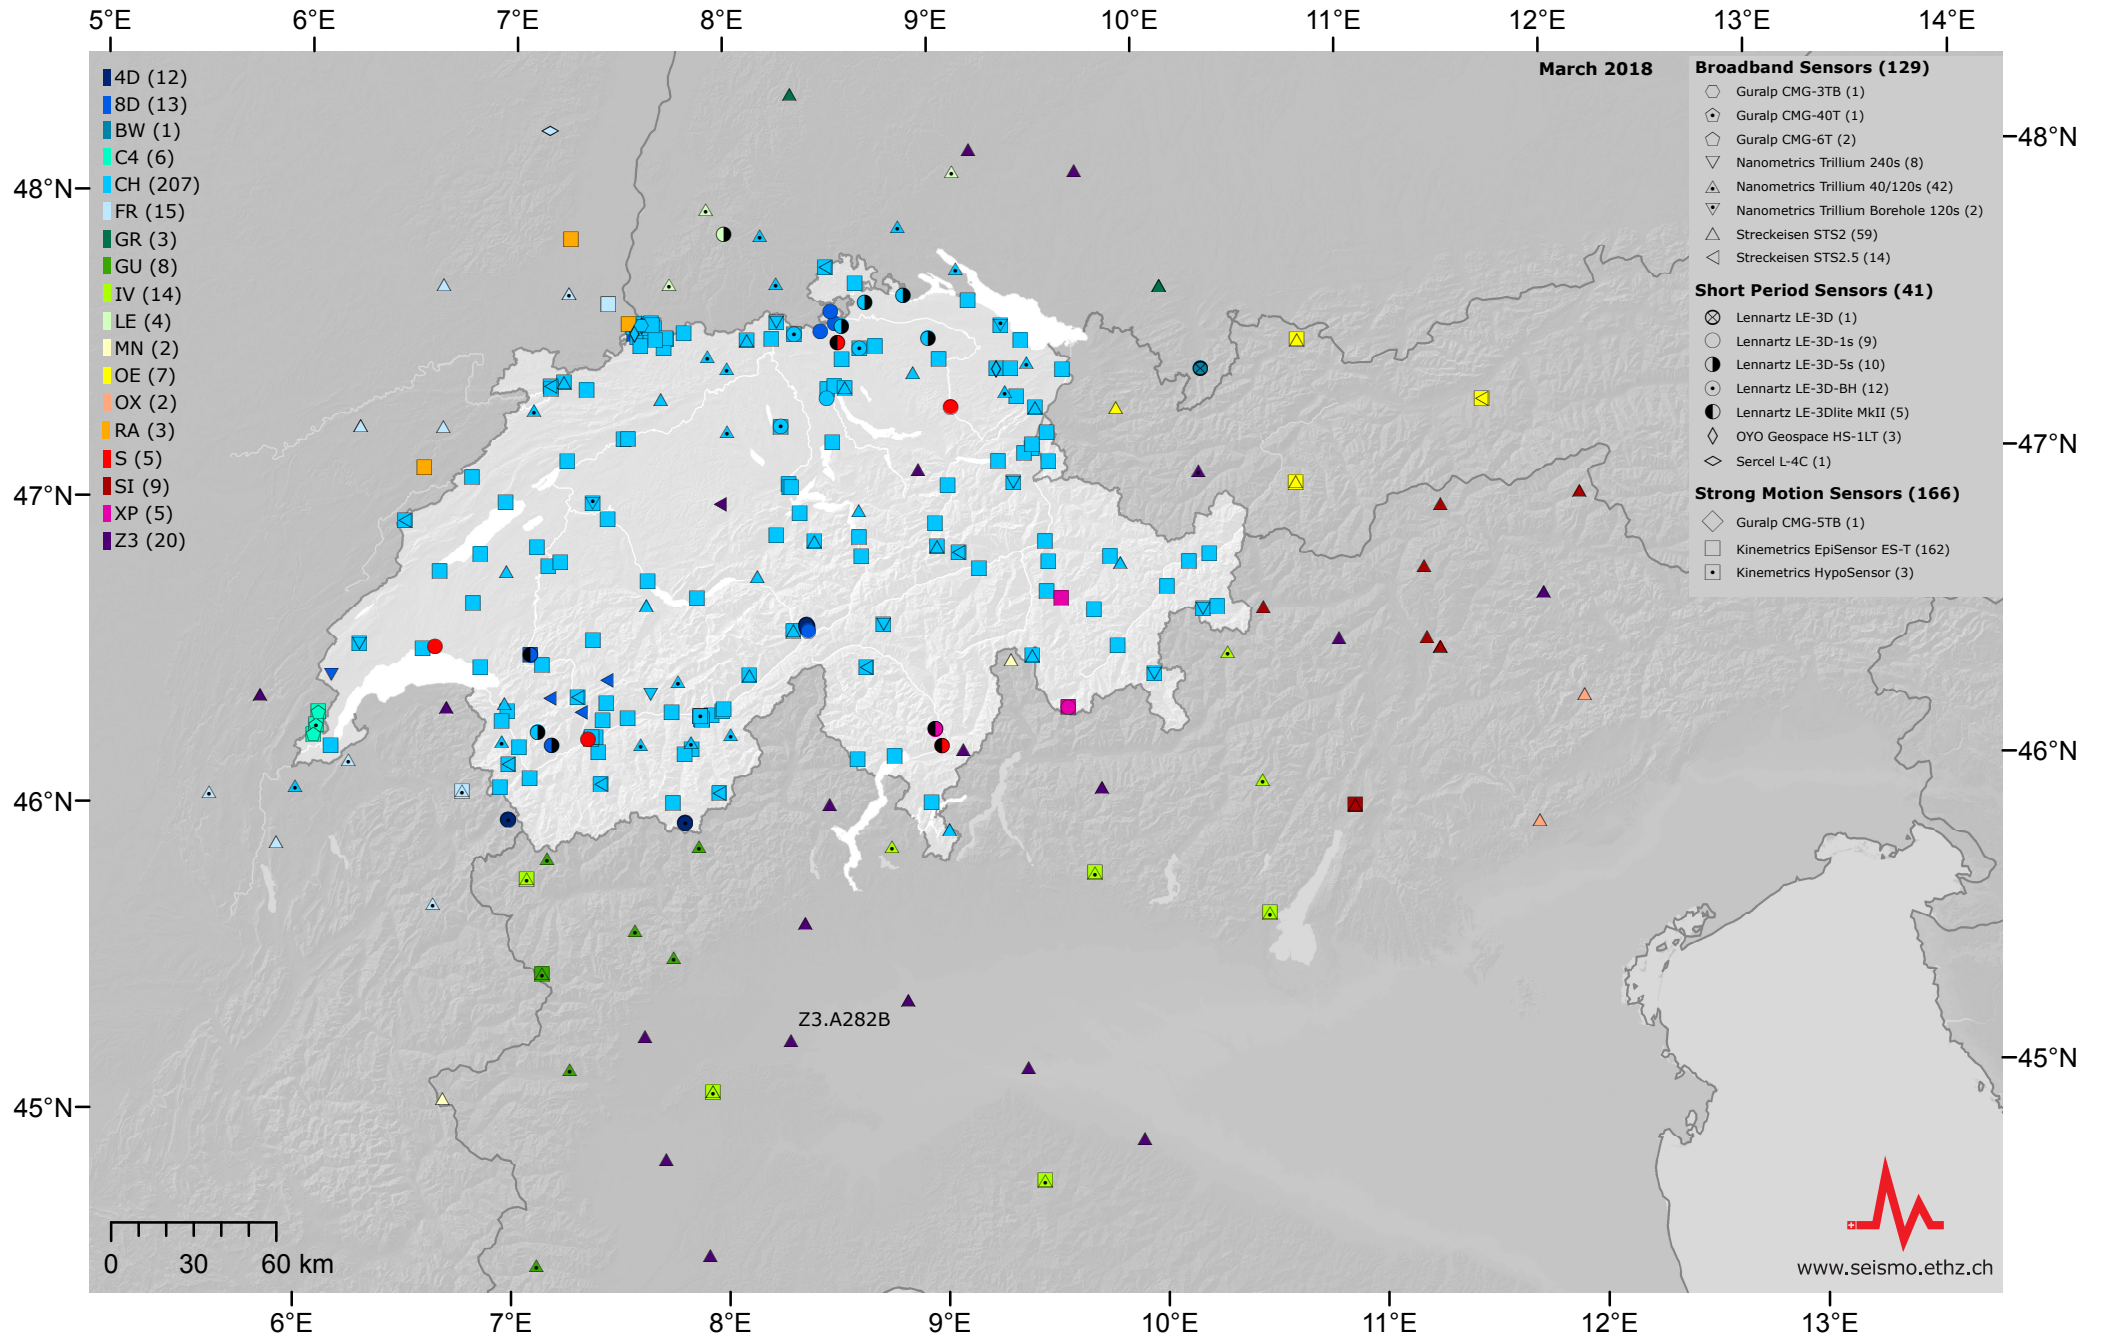 5°E 6°E 7°E 8°E 9°E 10°E 11°E 12°E 13°E 14°E
March 2018
4D (12)
8D (13)
BW (1)
C4 (6)
CH (207)
FR (15)
GR (3)
GU (8)
IV (14)
LE (4)
MN (2)
OE (7)
OX (2)
RA (3)
S (5)
SI (9)
XP (5)
Z3 (20)
Broadband Sensors (129)
Guralp CMG-3TB (1)
Guralp CMG-40T (1)
Guralp CMG-6T (2)
Nanometrics Trillium 240s (8)
Nanometrics Trillium 40/120s (42)
Nanometrics Trillium Borehole 120s (2)
Streckeisen STS2 (59)
Streckeisen STS2.5 (14)
Short Period Sensors (41)
Lennartz LE-3D (1)
Lennartz LE-3D-1s (9)
Lennartz LE-3D-5s (10)
Lennartz LE-3D-BH (12)
Lennartz LE-3Dlite MkII (5)
OYO Geospace HS-1LT (3)
Sercel L-4C (1)
Strong Motion Sensors (166)
Guralp CMG-5TB (1)
Kinemetrics EpiSensor ES-T (162)
Kinemetrics HypoSensor (3)
48°N
47°N
46°N
45°N
48°N
47°N
46°N
45°N
Z3.A282B
0 30 60 km
www.seismo.ethz.ch
6°E 7°E 8°E 9°E 10°E 11°E 12°E 13°E